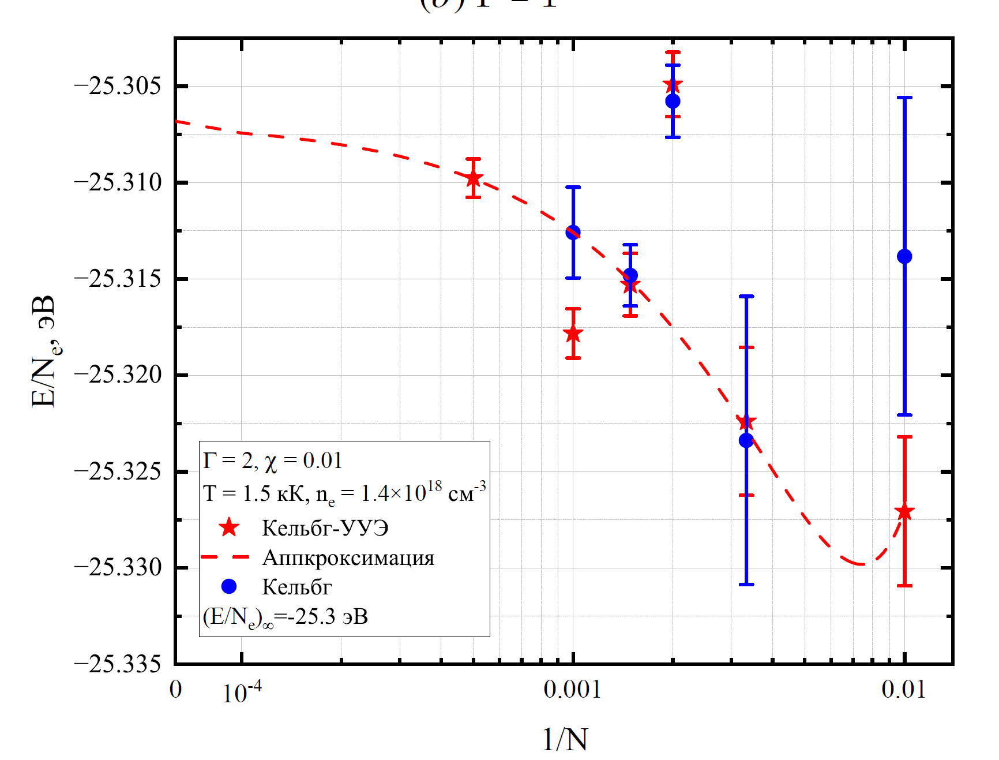 −25.305
−25.310
−25.315
−25.320
−25.325
−25.330
−25.335
E/Nₑ, эВ
Γ = 2, χ = 0.01
T = 1.5 кК, nₑ = 1.4×10¹⁸ см⁻³
Кельбг-УУЭ
Аппкроксимация
Кельбг
(E/Nₑ)∞=-25.3 эВ
0 10⁻⁴ 0.001 0.01
1/N